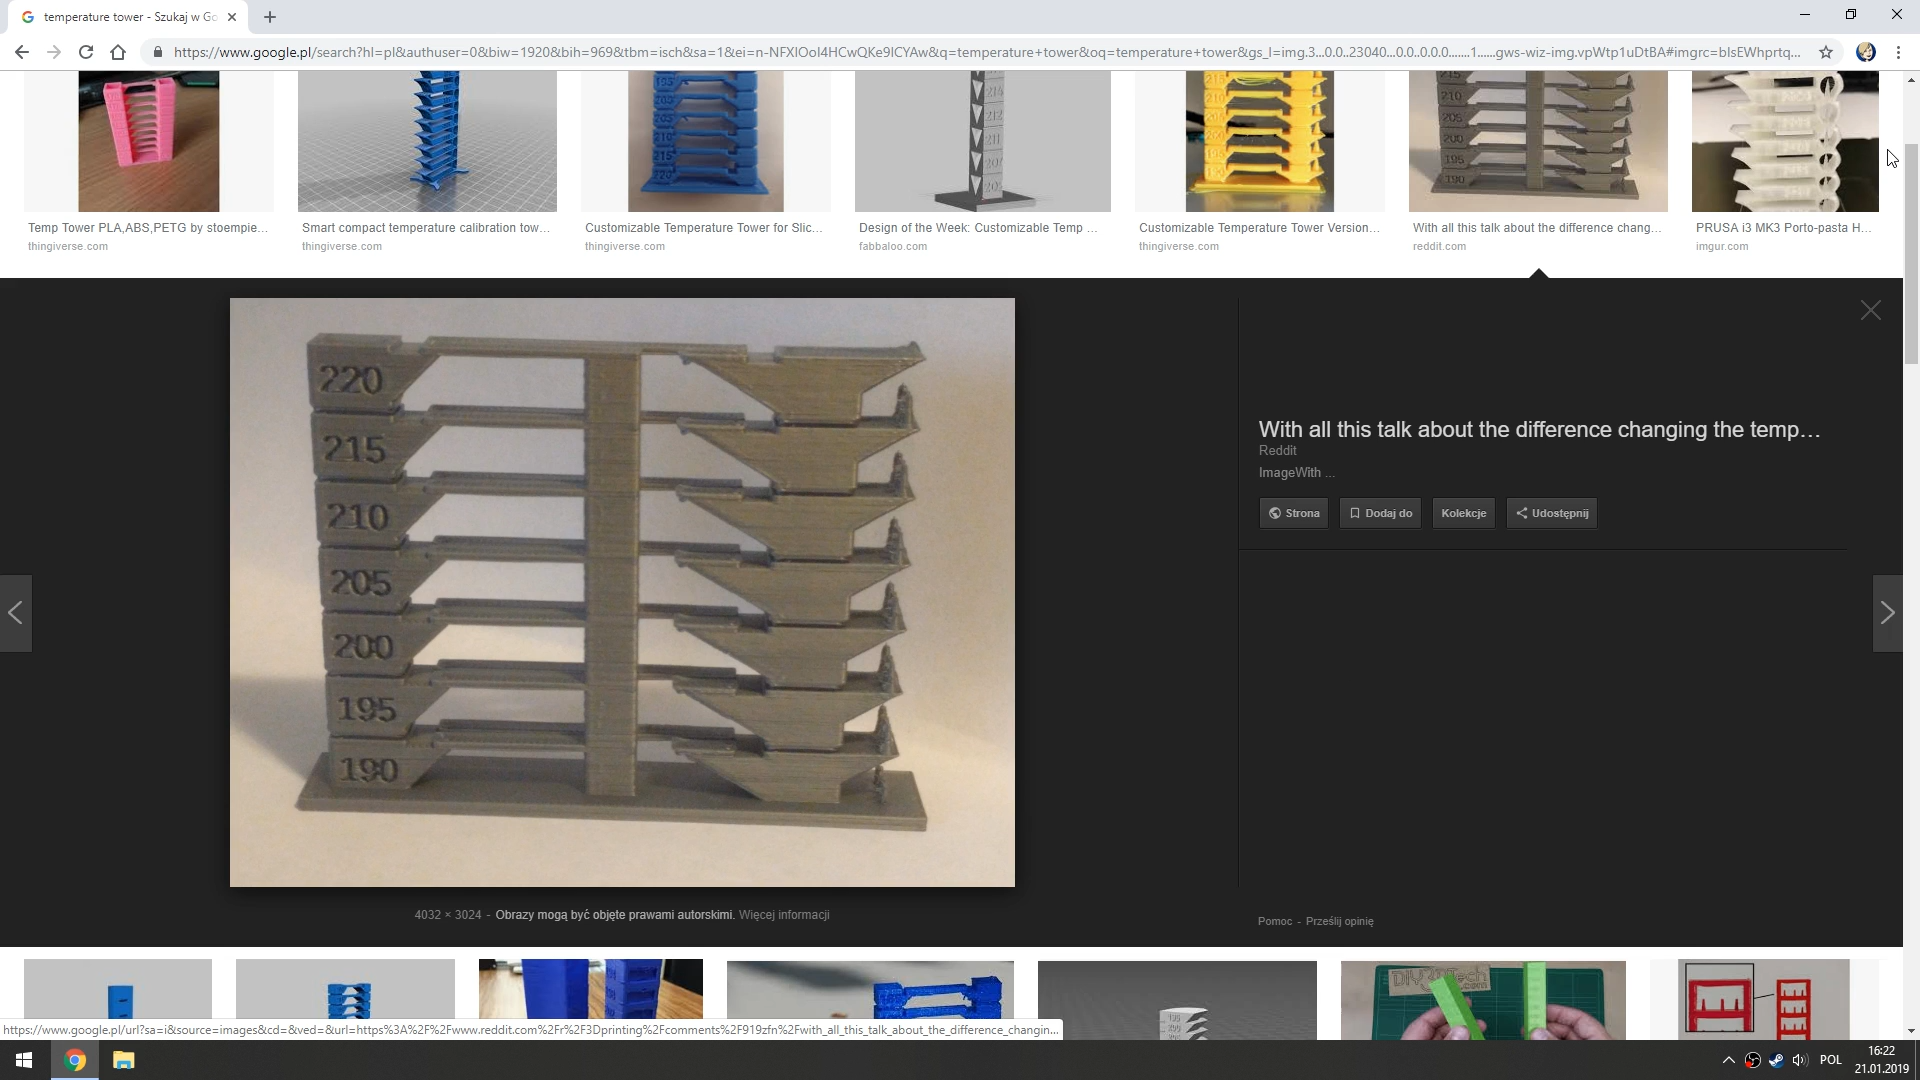 temperature tower - Szukaj w Go
https://www.google.pl/search?hl=pl&authuser=0&biw=1920&bih=969&tbm=isch&sa=1&ei=n-NFXIOoI4HCwQKe9ICYAw&q=temperature+tower&oq=temperature+tower&gs_l=img.3...0.0..23040...0.0..0.0.0.......1......gws-wiz-img.vpWtp1uDtBA#imgrc=bIsEWhprtq...
Temp Tower PLA,ABS,PETG by stoempie...
thingiverse.com
Smart compact temperature calibration tow...
thingiverse.com
Customizable Temperature Tower for Slic...
thingiverse.com
Design of the Week: Customizable Temp ...
fabbaloo.com
Customizable Temperature Tower Version...
thingiverse.com
With all this talk about the difference chang...
reddit.com
PRUSA i3 MK3 Porto-pasta H...
imgur.com
220
215
210
205
200
195
190
With all this talk about the difference changing the temp...
Reddit
ImageWith ...
Strona
Dodaj do
Kolekcje
Udostępnij
4032 × 3024 - Obrazy mogą być objęte prawami autorskimi. Więcej informacji
Pomoc - Prześlij opinię
https://www.google.pl/url?sa=i&source=images&cd=&ved=&url=https%3A%2F%2Fwww.reddit.com%2Fr%2F3Dprinting%2Fcomments%2F919zfn%2Fwith_all_this_talk_about_the_difference_changin...
POL
16:22
21.01.2019